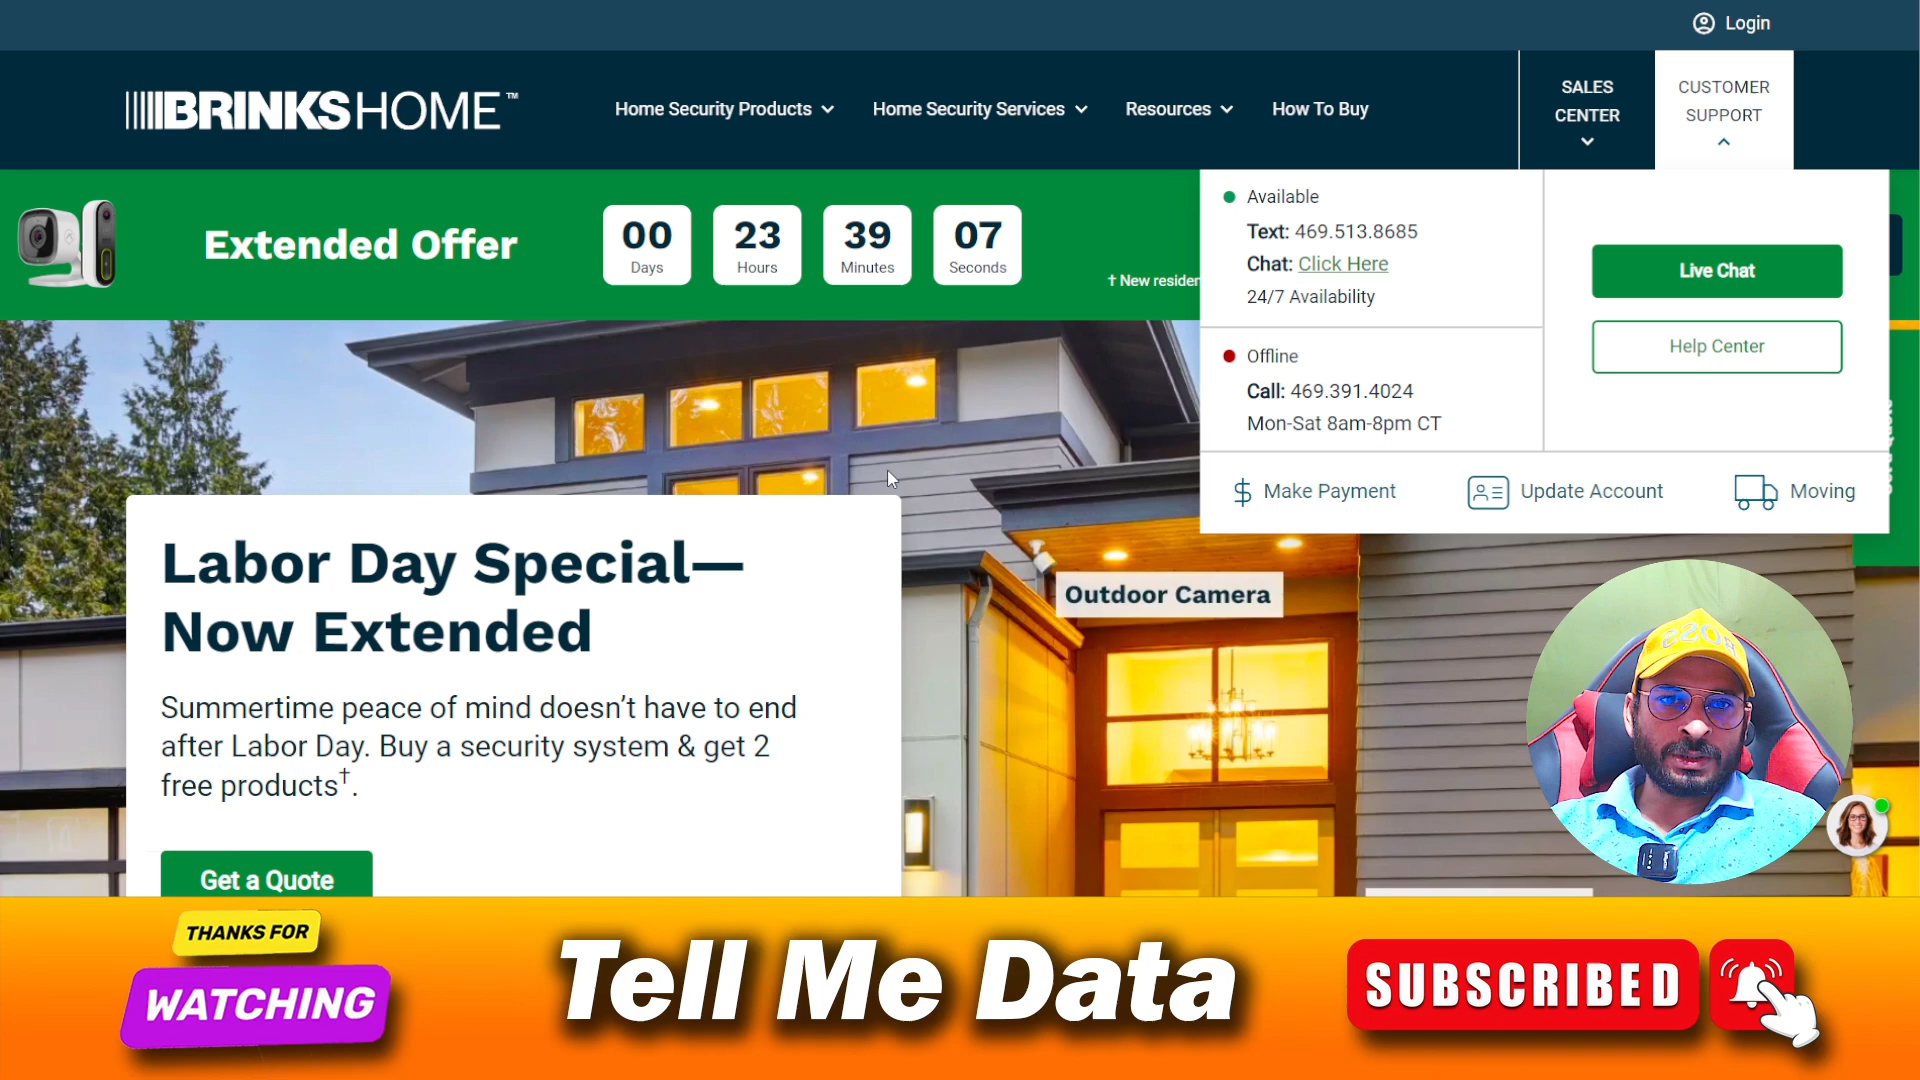 Login
BRINKS HOME™
Home Security Products
Home Security Services
Resources
How To Buy
SALES
CENTER
CUSTOMER
SUPPORT
Extended Offer
00
Days
23
Hours
39
Minutes
07
Seconds
† New residen
Available
Text: 469.513.8685
Chat: Click Here
24/7 Availability
Offline
Call: 469.391.4024
Mon-Sat 8am-8pm CT
Live Chat
Help Center
Make Payment
Update Account
Moving
Labor Day Special—
Now Extended
Summertime peace of mind doesn’t have to end
after Labor Day. Buy a security system & get 2
free products†.
Get a Quote
Outdoor Camera
BOSS
THANKS FOR
WATCHING
Tell Me Data
SUBSCRIBED